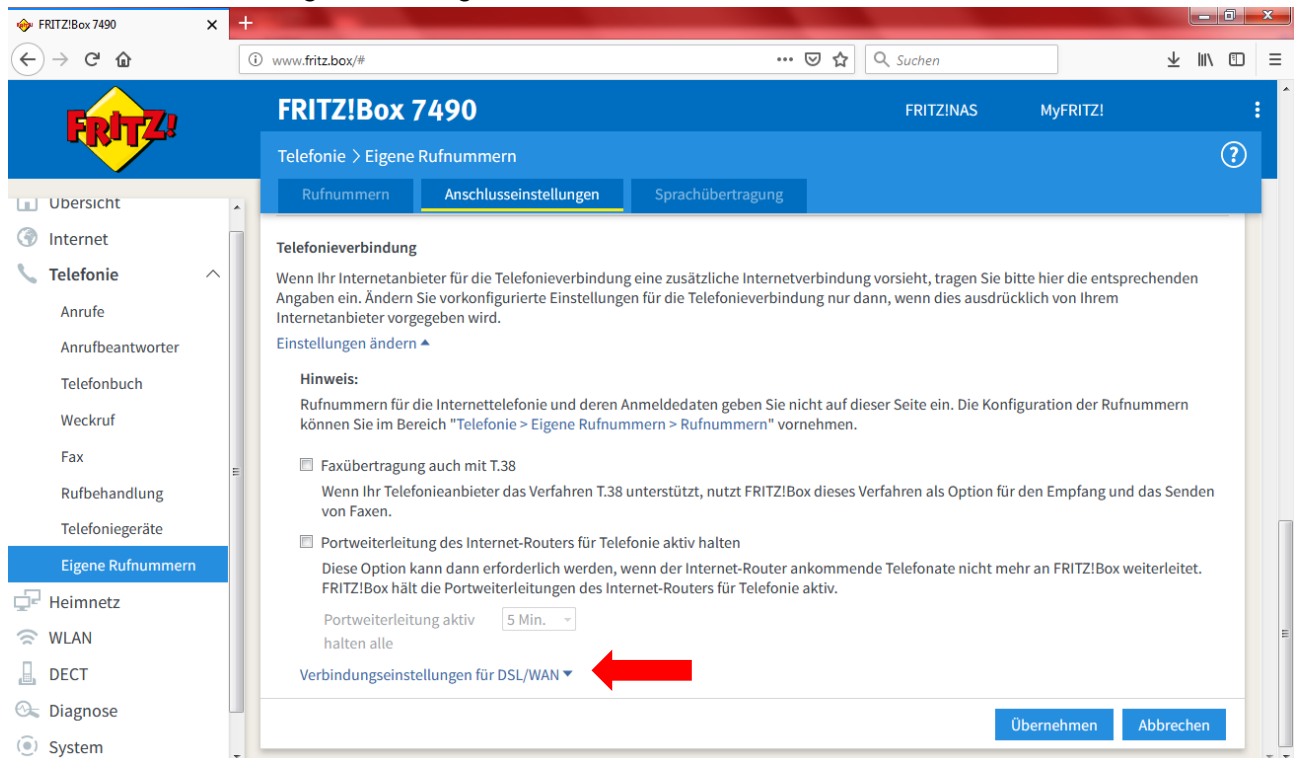 FRITZ!Box 7490
www.fritz.box/#
Suchen
FRITZ!
FRITZ!Box 7490
FRITZ!NAS
MyFRITZ!
Telefonie > Eigene Rufnummern
?
Rufnummern
Anschlusseinstellungen
Sprachübertragung
Übersicht
Internet
Telefonie
Anrufe
Anrufbeantworter
Telefonbuch
Weckruf
Fax
Rufbehandlung
Telefoniegeräte
Eigene Rufnummern
Heimnetz
WLAN
DECT
Diagnose
System
Telefonieverbindung
Wenn Ihr Internetanbieter für die Telefonieverbindung eine zusätzliche Internetverbindung vorsieht, tragen Sie bitte hier die entsprechenden
Angaben ein. Ändern Sie vorkonfigurierte Einstellungen für die Telefonieverbindung nur dann, wenn dies ausdrücklich von Ihrem
Internetanbieter vorgegeben wird.
Einstellungen ändern
Hinweis:
Rufnummern für die Internettelefonie und deren Anmeldedaten geben Sie nicht auf dieser Seite ein. Die Konfiguration der Rufnummern
können Sie im Bereich "Telefonie > Eigene Rufnummern > Rufnummern" vornehmen.
Faxübertragung auch mit T.38
Wenn Ihr Telefonieanbieter das Verfahren T.38 unterstützt, nutzt FRITZ!Box dieses Verfahren als Option für den Empfang und das Senden
von Faxen.
Portweiterleitung des Internet-Routers für Telefonie aktiv halten
Diese Option kann dann erforderlich werden, wenn der Internet-Router ankommende Telefonate nicht mehr an FRITZ!Box weiterleitet.
FRITZ!Box hält die Portweiterleitungen des Internet-Routers für Telefonie aktiv.
Portweiterleitung aktiv
halten alle
5 Min.
Verbindungseinstellungen für DSL/WAN
Übernehmen
Abbrechen